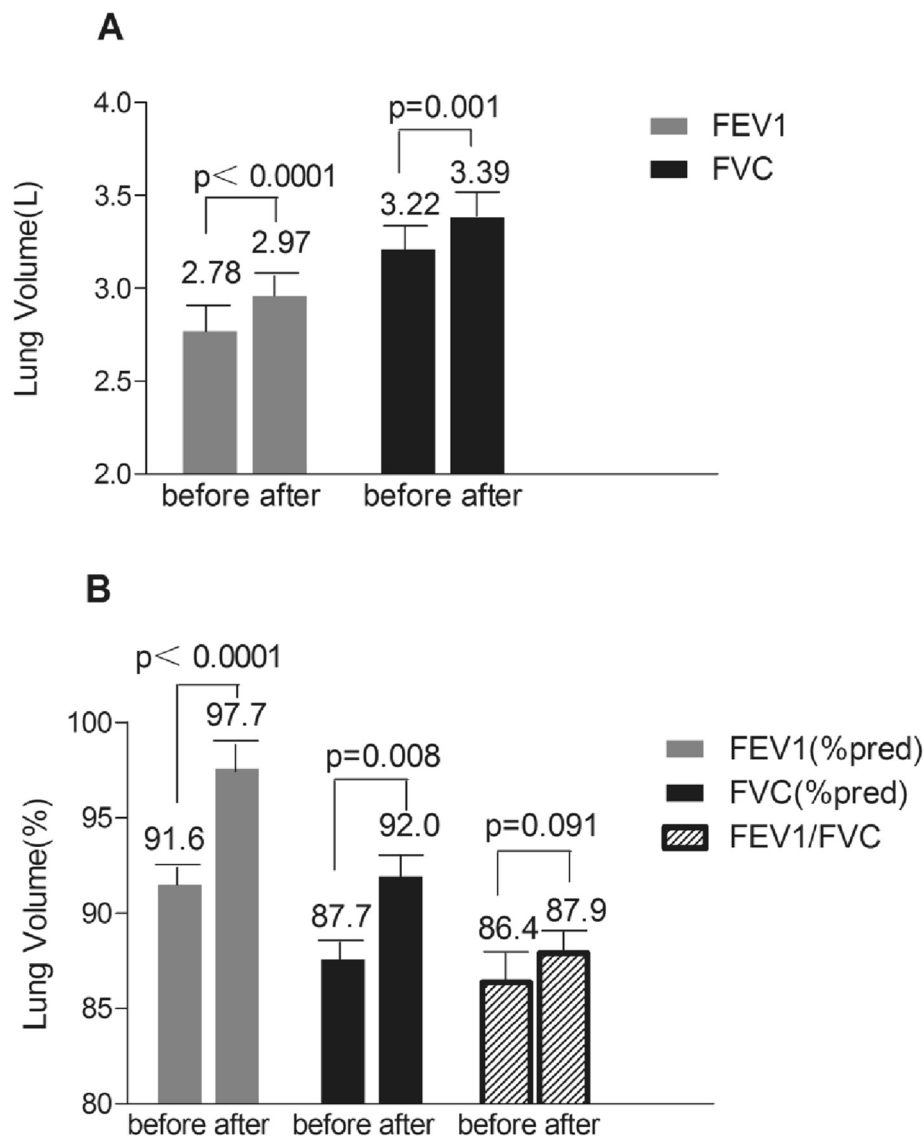 A
4.0
3.5
3.0
2.5
2.0
Lung Volume(L)
p< 0.0001
2.78
2.97
p=0.001
3.22
3.39
before after
before after
FEV1
FVC
B
100
95
90
85
80
Lung Volume(%)
p< 0.0001
91.6
97.7
p=0.008
87.7
92.0
p=0.091
86.4
87.9
before after
before after
before after
FEV1(%pred)
FVC(%pred)
FEV1/FVC